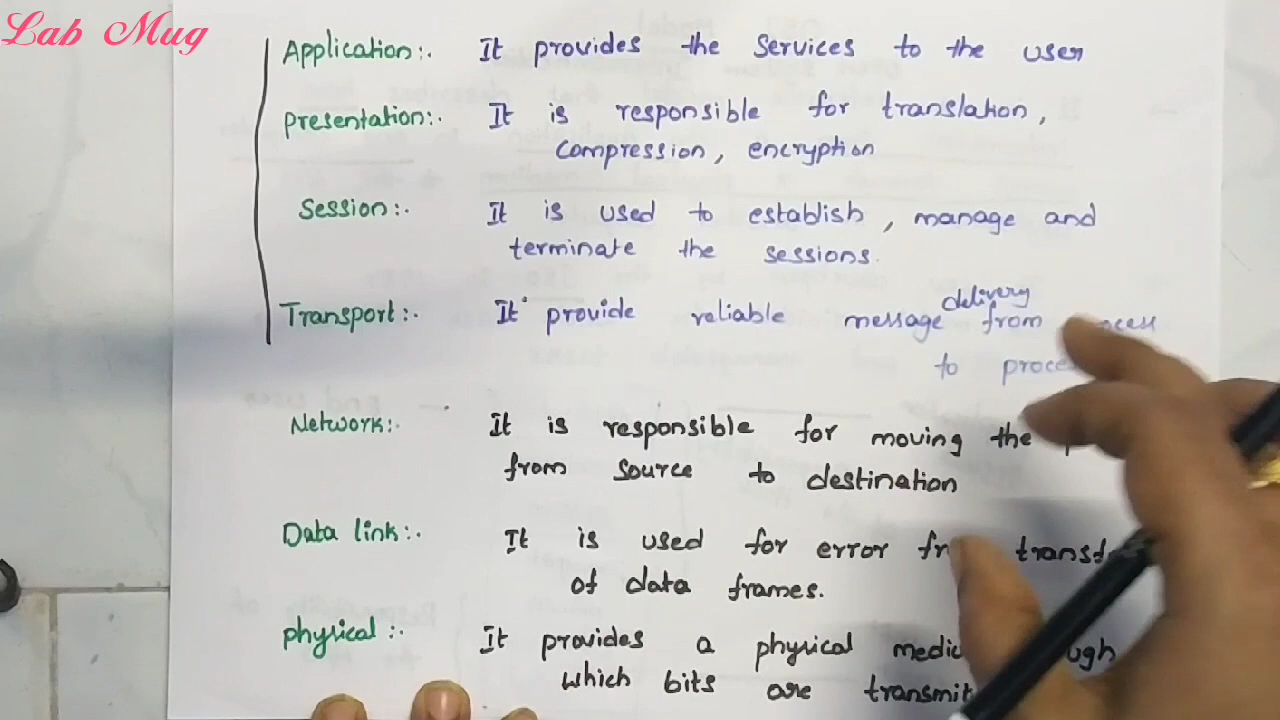 Lab Mug
Application:. It provides the services to the user
presentation:. It is responsible for translation,
compression, encryption
Session:. It is used to establish, manage and
terminate the sessions.
delivery
Transport:. It provide reliable message from
to
Network:. It is responsible for moving the
from source to destination
Data link:. It is used for error
of data frames.
physical:. It provides a physical
which bits are